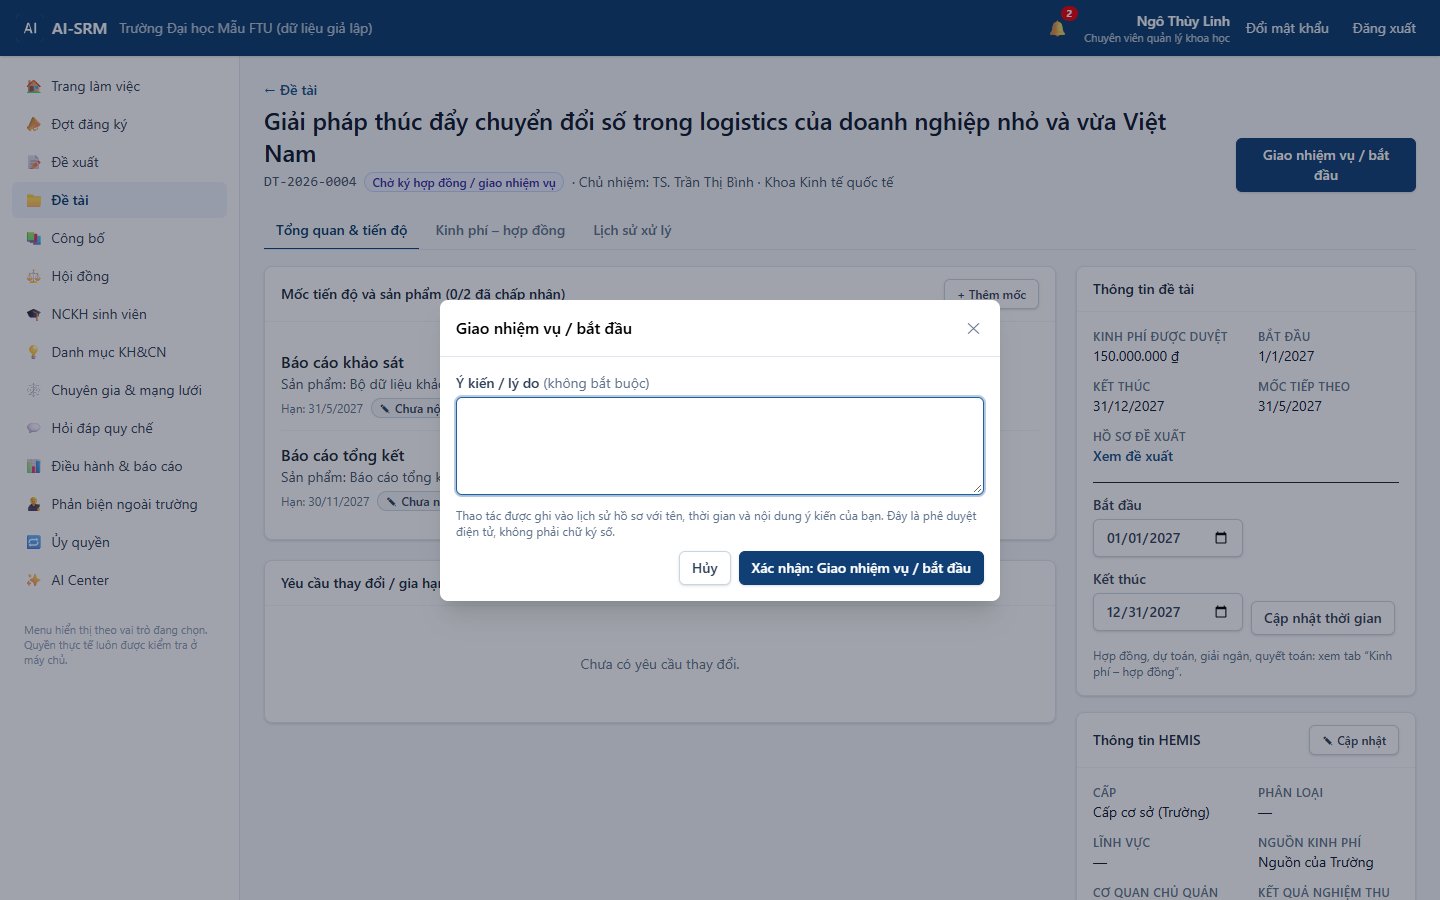 AI AI-SRM Trường Đại học Mẫu FTU (dữ liệu giả lập)
2
Ngô Thùy Linh
Chuyên viên quản lý khoa học
Đổi mật khẩu
Đăng xuất
Trang làm việc
Đợt đăng ký
Đề xuất
Đề tài
Công bố
Hội đồng
NCKH sinh viên
Danh mục KH&CN
Chuyên gia & mạng lưới
Hỏi đáp quy chế
Điều hành & báo cáo
Phản biện ngoài trường
Ủy quyền
AI Center
Menu hiển thị theo vai trò đang chọn.
Quyền thực tế luôn được kiểm tra ở
máy chủ.
← Đề tài
Giải pháp thúc đẩy chuyển đổi số trong logistics của doanh nghiệp nhỏ và vừa Việt
Nam
DT-2026-0004 Chờ ký hợp đồng / giao nhiệm vụ · Chủ nhiệm: TS. Trần Thị Bình · Khoa Kinh tế quốc tế
Giao nhiệm vụ / bắt
đầu
Tổng quan & tiến độ
Kinh phí – hợp đồng
Lịch sử xử lý
Mốc tiến độ và sản phẩm (0/2 đã chấp nhận)
+ Thêm mốc
Báo cáo khảo sát
Sản phẩm: Bộ dữ liệu
Hạn: 31/5/2027 Chưa
Báo cáo tổng kết
Sản phẩm: Báo cáo tổng
Hạn: 30/11/2027 Chưa
Yêu cầu thay đổi / gia
Chưa có yêu cầu thay đổi.
Giao nhiệm vụ / bắt đầu
Ý kiến / lý do (không bắt buộc)
Thao tác được ghi vào lịch sử hồ sơ với tên, thời gian và nội dung ý kiến của bạn. Đây là phê duyệt
điện tử, không phải chữ ký số.
Hủy
Xác nhận: Giao nhiệm vụ / bắt đầu
Thông tin đề tài
KINH PHÍ ĐƯỢC DUYỆT
150.000.000 ₫
BẮT ĐẦU
1/1/2027
KẾT THÚC
31/12/2027
MỐC TIẾP THEO
31/5/2027
HỒ SƠ ĐỀ XUẤT
Xem đề xuất
Bắt đầu
01/01/2027
Kết thúc
12/31/2027
Cập nhật thời gian
Hợp đồng, dự toán, giải ngân, quyết toán: xem tab “Kinh
phí – hợp đồng”.
Thông tin HEMIS
Cập nhật
CẤP
Cấp cơ sở (Trường)
PHÂN LOẠI
—
LĨNH VỰC
—
NGUỒN KINH PHÍ
Nguồn của Trường
CƠ QUAN CHỦ QUẢN
KẾT QUẢ NGHIỆM THU